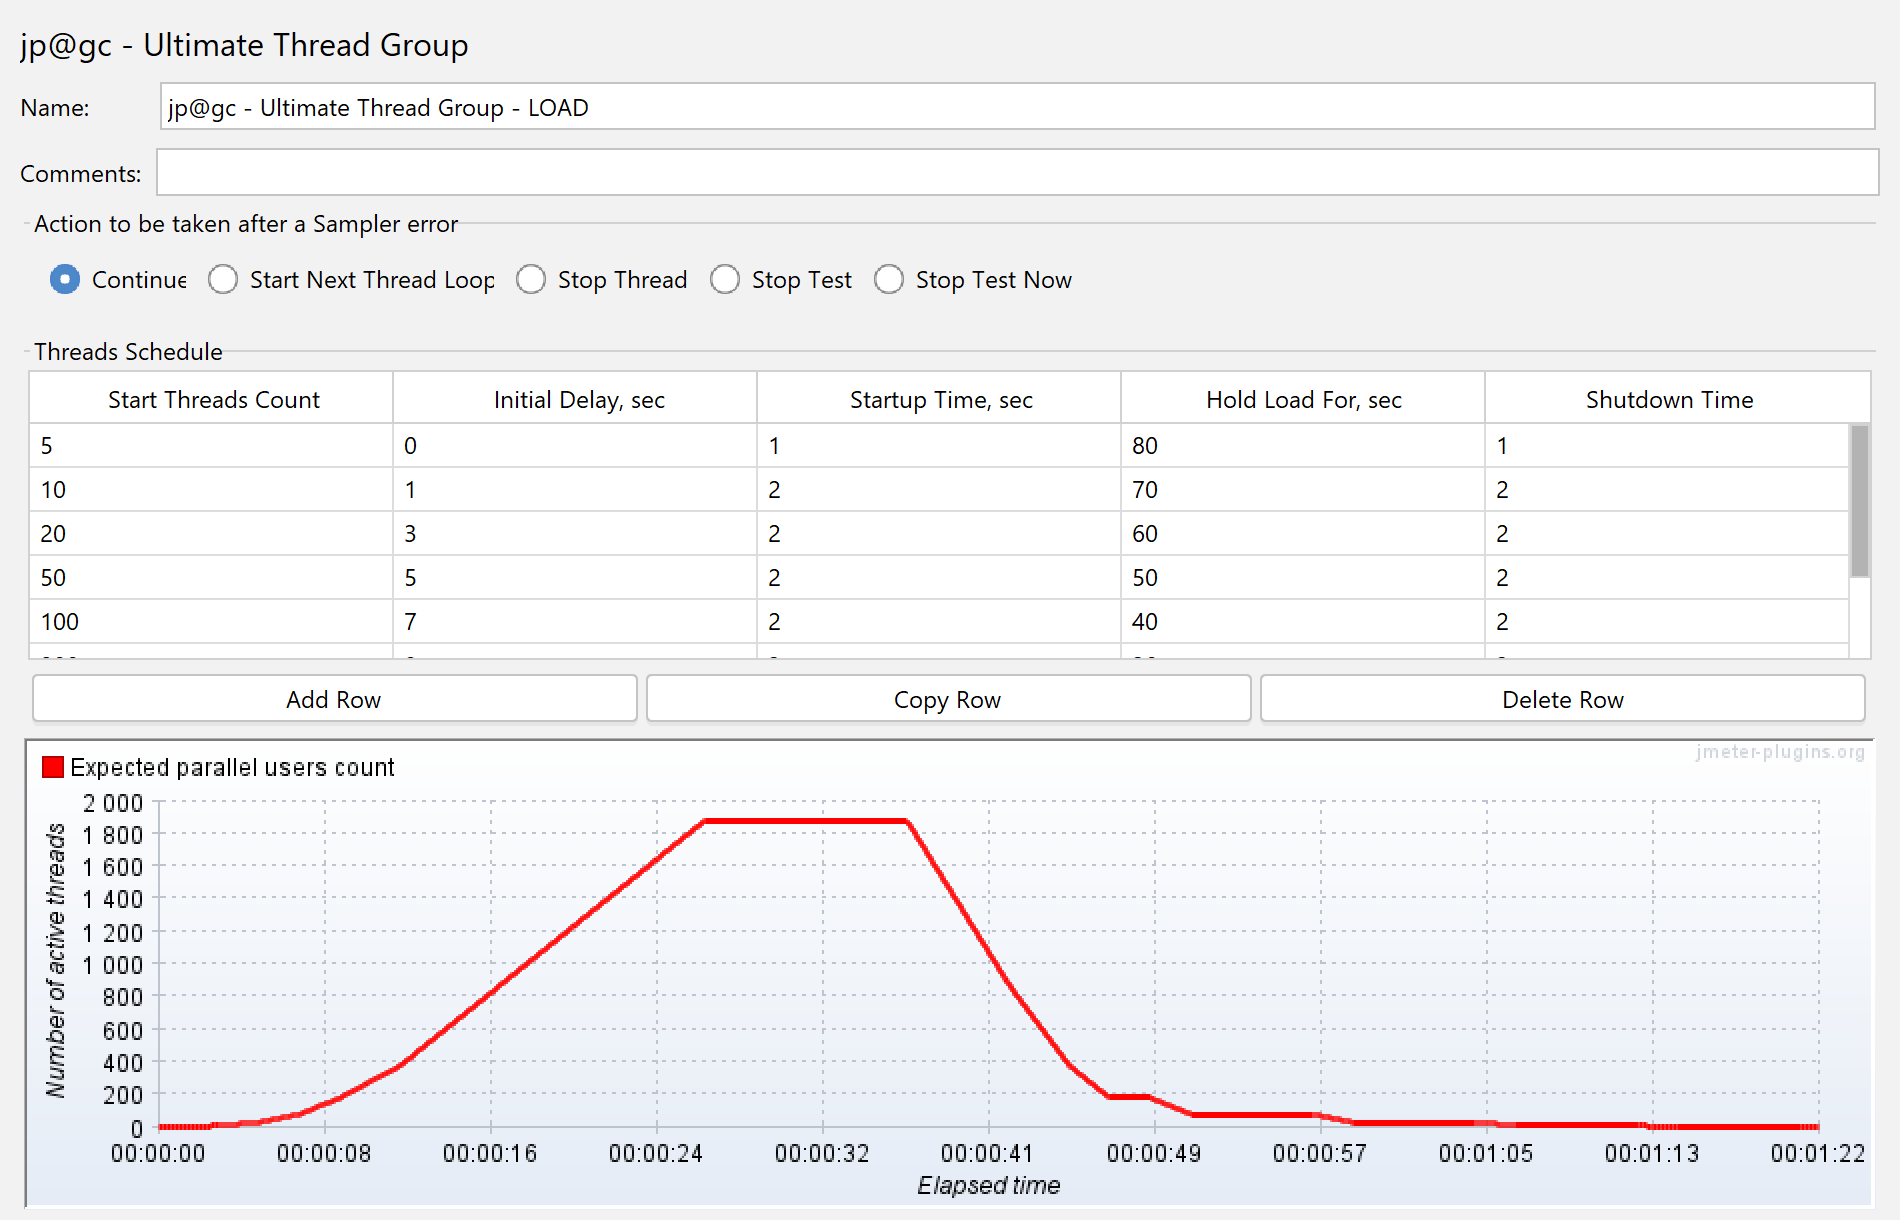 jp@gc - Ultimate Thread Group
Name: jp@gc - Ultimate Thread Group - LOAD
Comments:
Action to be taken after a Sampler error
Continue Start Next Thread Loop Stop Thread Stop Test Stop Test Now
Threads Schedule
Start Threads Count Initial Delay, sec Startup Time, sec Hold Load For, sec Shutdown Time
5 0 1 80 1
10 1 2 70 2
20 3 2 60 2
50 5 2 50 2
100 7 2 40 2
Add Row Copy Row Delete Row
jmeter-plugins.org
Expected parallel users count
2 000
1 800
1 600
1 400
1 200
1 000
800
600
400
200
0
Number of active threads
00:00:00 00:00:08 00:00:16 00:00:24 00:00:32 00:00:41 00:00:49 00:00:57 00:01:05 00:01:13 00:01:22
Elapsed time